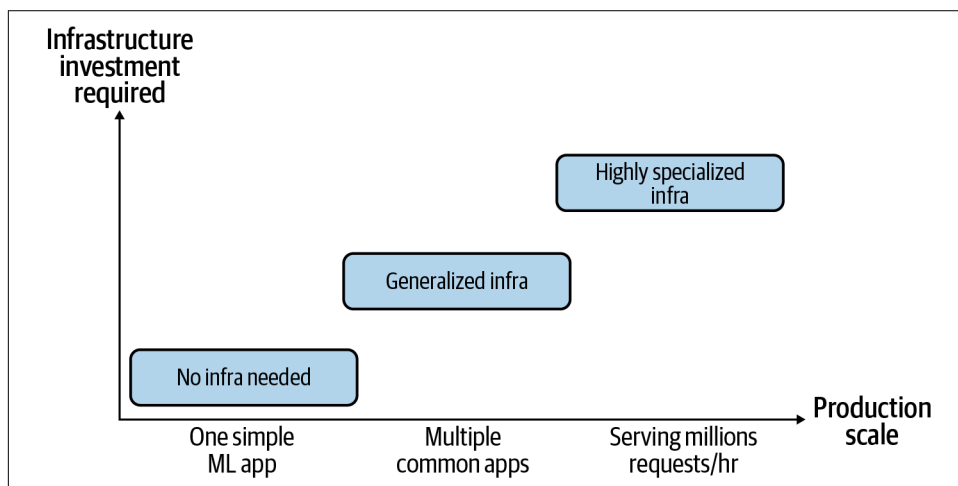 Infrastructure
investment
required
Highly specialized
infra
Generalized infra
No infra needed
Production
scale
One simple
ML app
Multiple
common apps
Serving millions
requests/hr